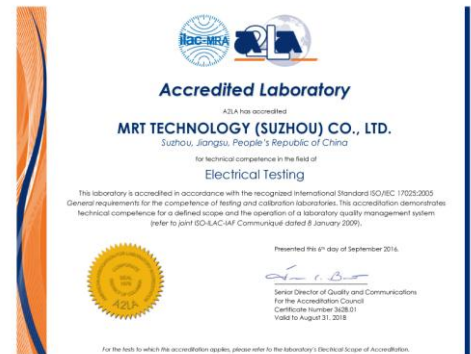 ilac-MRA
A2LA
Accredited Laboratory
A2LA has accredited
MRT TECHNOLOGY (SUZHOU) CO., LTD.
Suzhou, Jiangsu, People's Republic of China
for technical competence in the field of
Electrical Testing
This laboratory is accredited in accordance with the recognized International Standard ISO/IEC 17025:2005
General requirements for the competence of testing and calibration laboratories. This accreditation demonstrates
technical competence for a defined scope and the operation of a laboratory quality management system
(refer to joint ISO-ILAC-IAF Communiqué dated 8 January 2009).
Presented this 6th day of September 2016.
Senior Director of Quality and Communications
For the Accreditation Council
Certificate Number 3628.01
Valid to August 31, 2018
A2LA
For the tests to which this accreditation applies, please refer to the laboratory's Electrical Scope of Accreditation.